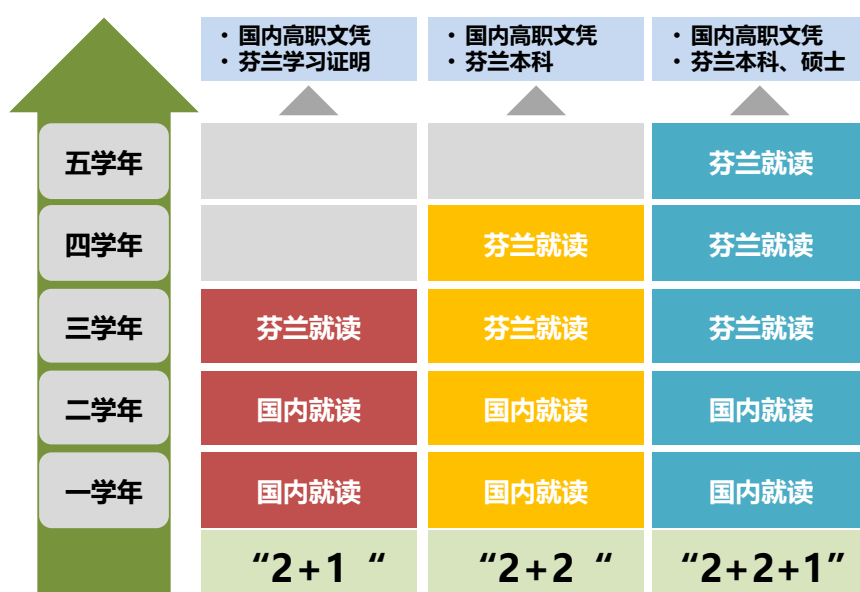 · 国内高职文凭
· 芬兰学习证明
· 国内高职文凭
· 芬兰本科
· 国内高职文凭
· 芬兰本科、硕士
五学年
芬兰就读
四学年
芬兰就读
芬兰就读
三学年
芬兰就读
芬兰就读
芬兰就读
二学年
国内就读
国内就读
国内就读
一学年
国内就读
国内就读
国内就读
“2+1 “
“2+2 “
“2+2+1”